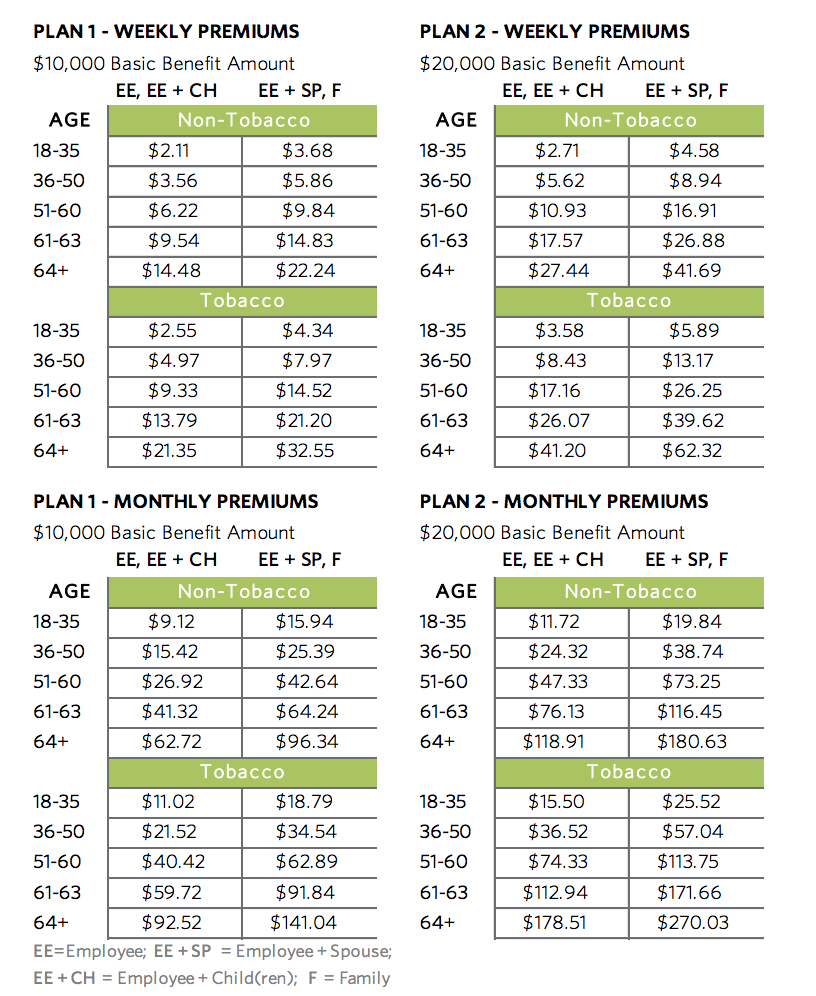 PLAN 1 - WEEKLY PREMIUMS
$10,000 Basic Benefit Amount
EE, EE + CH EE + SP, F
AGE Non-Tobacco
18-35 $2.11 $3.68
36-50 $3.56 $5.86
51-60 $6.22 $9.84
61-63 $9.54 $14.83
64+ $14.48 $22.24
Tobacco
18-35 $2.55 $4.34
36-50 $4.97 $7.97
51-60 $9.33 $14.52
61-63 $13.79 $21.20
64+ $21.35 $32.55
PLAN 2 - WEEKLY PREMIUMS
$20,000 Basic Benefit Amount
EE, EE + CH EE + SP, F
AGE Non-Tobacco
18-35 $2.71 $4.58
36-50 $5.62 $8.94
51-60 $10.93 $16.91
61-63 $17.57 $26.88
64+ $27.44 $41.69
Tobacco
18-35 $3.58 $5.89
36-50 $8.43 $13.17
51-60 $17.16 $26.25
61-63 $26.07 $39.62
64+ $41.20 $62.32
PLAN 1 - MONTHLY PREMIUMS
$10,000 Basic Benefit Amount
EE, EE + CH EE + SP, F
AGE Non-Tobacco
18-35 $9.12 $15.94
36-50 $15.42 $25.39
51-60 $26.92 $42.64
61-63 $41.32 $64.24
64+ $62.72 $96.34
Tobacco
18-35 $11.02 $18.79
36-50 $21.52 $34.54
51-60 $40.42 $62.89
61-63 $59.72 $91.84
64+ $92.52 $141.04
EE=Employee; EE + SP = Employee + Spouse;
EE + CH = Employee + Child(ren); F = Family
PLAN 2 - MONTHLY PREMIUMS
$20,000 Basic Benefit Amount
EE, EE + CH EE + SP, F
AGE Non-Tobacco
18-35 $11.72 $19.84
36-50 $24.32 $38.74
51-60 $47.33 $73.25
61-63 $76.13 $116.45
64+ $118.91 $180.63
Tobacco
18-35 $15.50 $25.52
36-50 $36.52 $57.04
51-60 $74.33 $113.75
61-63 $112.94 $171.66
64+ $178.51 $270.03